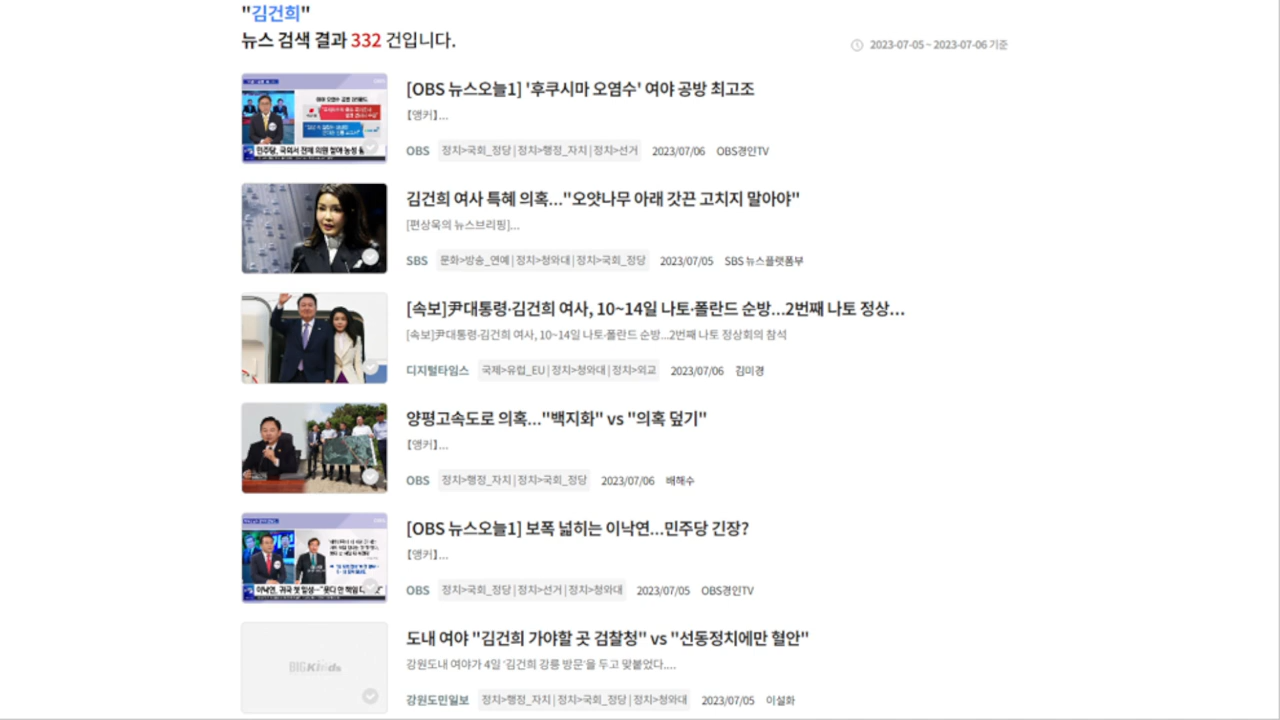 "김건희"
뉴스 검색 결과 332 건입니다.
2023-07-05 ~ 2023-07-06 기준
[OBS 뉴스오늘1] '후쿠시마 오염수' 여야 공방 최고조
【앵커】...
OBS 정치>국회_정당 | 정치>행정_자치 | 정치>선거 2023/07/06 OBS경인TV
김건희 여사 특혜 의혹..."오얏나무 아래 갓끈 고치지 말아야"
[편상욱의 뉴스브리핑]...
SBS 문화>방송_연예 | 정치>청와대 | 정치>국회_정당 2023/07/05 SBS 뉴스플랫폼부
[속보]尹대통령·김건희 여사, 10~14일 나토·폴란드 순방...2번째 나토 정상...
[속보]尹대통령·김건희 여사, 10~14일 나토·폴란드 순방...2번째 나토 정상회의 참석
디지털타임스 국제>유럽_EU | 정치>청와대 | 정치>외교 2023/07/06 김미경
양평고속도로 의혹..."백지화" vs "의혹 덮기"
【앵커】...
OBS 정치>행정_자치 | 정치>국회_정당 2023/07/06 배해수
[OBS 뉴스오늘1] 보폭 넓히는 이낙연...민주당 긴장?
【앵커】...
OBS 정치>국회_정당 | 정치>선거 | 정치>청와대 2023/07/05 OBS경인TV
BIGKinds
도내 여야 "김건희 가야할 곳 검찰청" vs "선동정치에만 혈안"
강원도내 여야가 4일 '김건희 강릉 방문'을 두고 맞붙었다....
강원도민일보 정치>행정_자치 | 정치>국회_정당 | 정치>청와대 2023/07/05 이설화